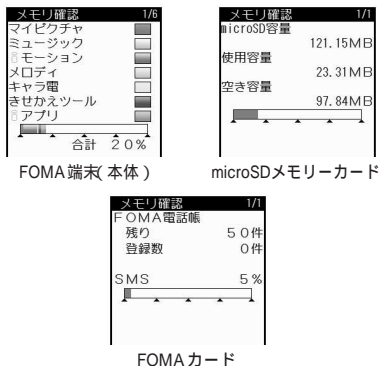 メモリ確認 1/6
マイピクチャ
ミュージック
iモーション
メロディ
キャラ電
きせかえツール
iアプリ
合計 20%
FOMA端末(本体)
メモリ確認 1/1
microSD容量
121.15MB
使用容量
23.31MB
空き容量
97.84MB
microSDメモリーカード
メモリ確認 1/1
FOMA電話帳
残り 50件
登録数 0件
SMS 5%
FOMAカード